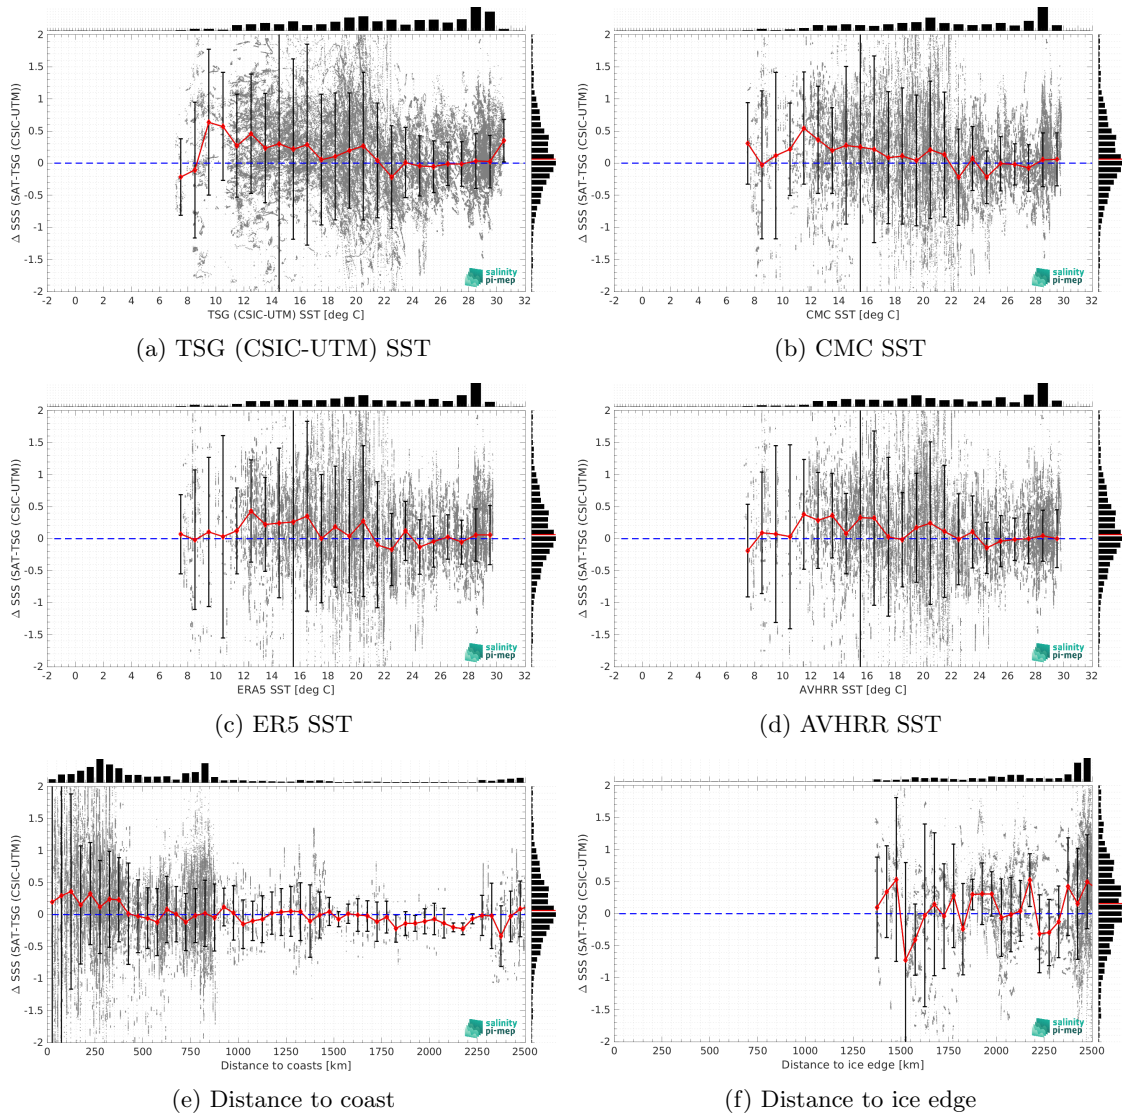 2
1.5
1
0.5
0
-0.5
-1
-1.5
-2
Δ SSS (SAT-TSG (CSIC-UTM))
-2 0 2 4 6 8 10 12 14 16 18 20 22 24 26 28 30 32
TSG (CSIC-UTM) SST [deg C]
salinity
pi-mep
(a) TSG (CSIC-UTM) SST
2
1.5
1
0.5
0
-0.5
-1
-1.5
-2
Δ SSS (SAT-TSG (CSIC-UTM))
-2 0 2 4 6 8 10 12 14 16 18 20 22 24 26 28 30 32
CMC SST [deg C]
salinity
pi-mep
(b) CMC SST
2
1.5
1
0.5
0
-0.5
-1
-1.5
-2
Δ SSS (SAT-TSG (CSIC-UTM))
-2 0 2 4 6 8 10 12 14 16 18 20 22 24 26 28 30 32
ERA5 SST [deg C]
salinity
pi-mep
(c) ER5 SST
2
1.5
1
0.5
0
-0.5
-1
-1.5
-2
Δ SSS (SAT-TSG (CSIC-UTM))
-2 0 2 4 6 8 10 12 14 16 18 20 22 24 26 28 30 32
AVHRR SST [deg C]
salinity
pi-mep
(d) AVHRR SST
2
1.5
1
0.5
0
-0.5
-1
-1.5
-2
Δ SSS (SAT-TSG (CSIC-UTM))
0 250 500 750 1000 1250 1500 1750 2000 2250 2500
Distance to coasts [km]
salinity
pi-mep
(e) Distance to coast
2
1.5
1
0.5
0
-0.5
-1
-1.5
-2
Δ SSS (SAT-TSG (CSIC-UTM))
0 250 500 750 1000 1250 1500 1750 2000 2250 2500
Distance to ice edge [km]
salinity
pi-mep
(f) Distance to ice edge